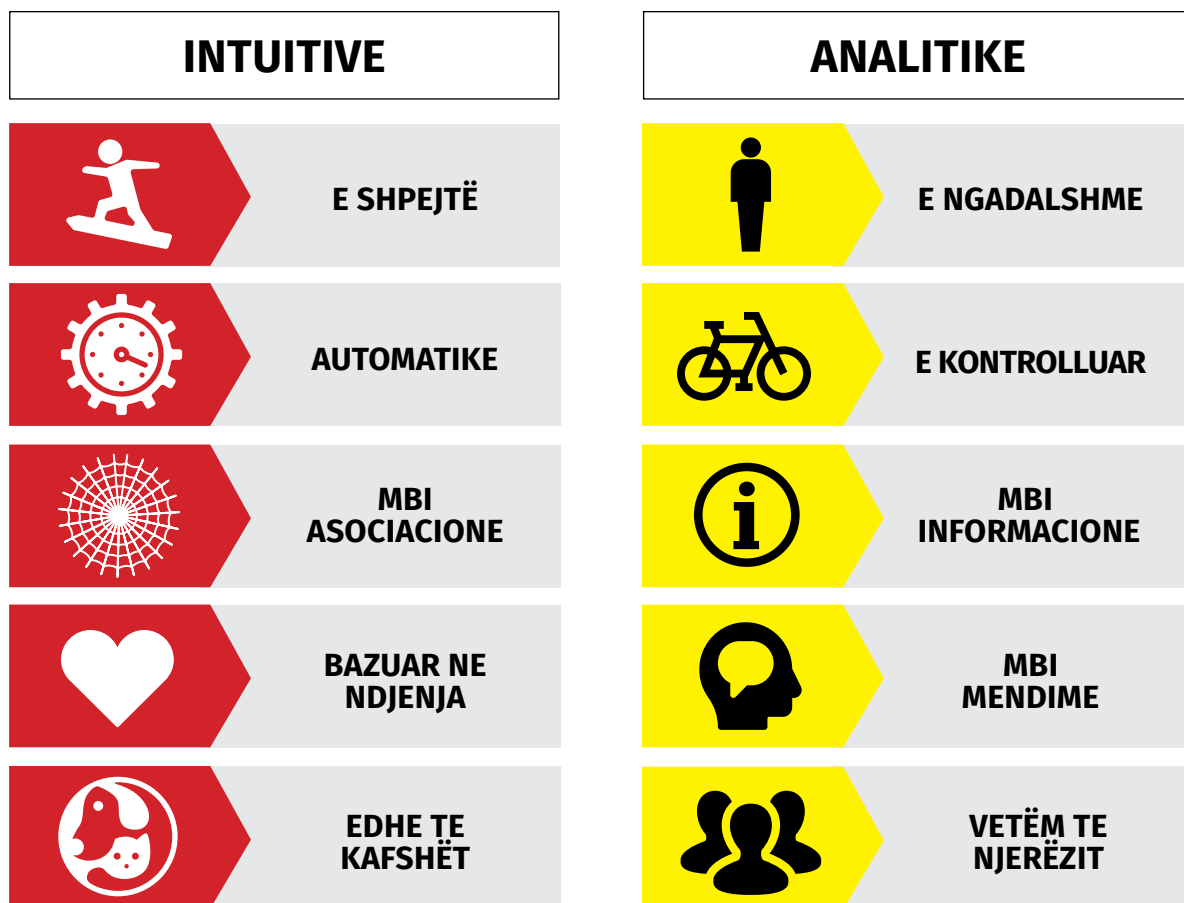 INTUITIVE
E SHPEJTË
AUTOMATIKE
MBI
ASOCIACIONE
BAZUAR NE
NDJENJA
EDHE TE
KAFSHËT
ANALITIKE
E NGADALSHME
E KONTROLLUAR
MBI
INFORMACIONE
MBI
MENDIME
VETËM TE
NJERËZIT